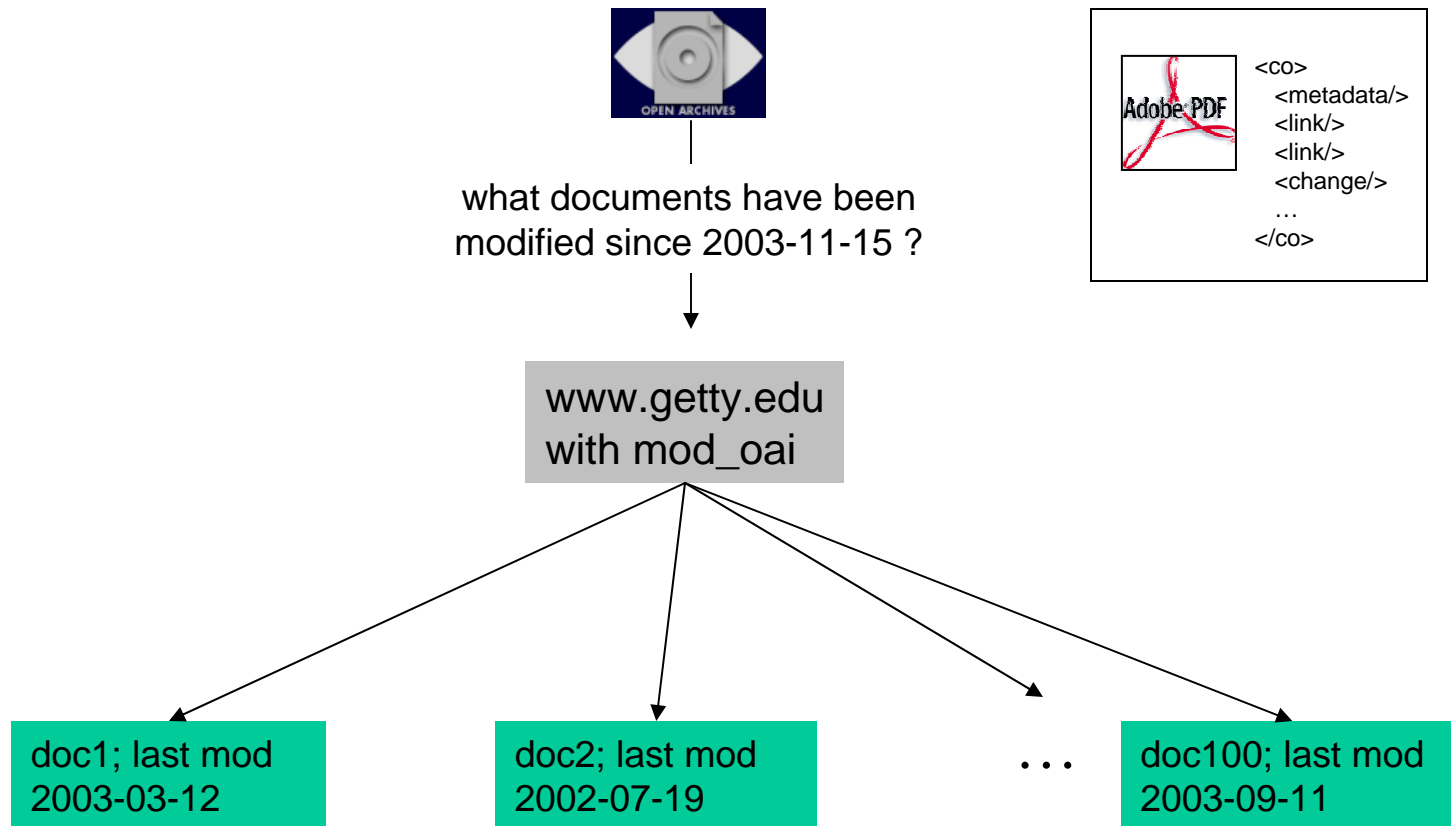 OPEN ARCHIVES
what documents have been
modified since 2003-11-15 ?
Adobe PDF
<co>
<metadata/>
<link/>
<link/>
<change/>
…
</co>
www.getty.edu
with mod_oai
doc1; last mod
2003-03-12
doc2; last mod
2002-07-19
…
doc100; last mod
2003-09-11